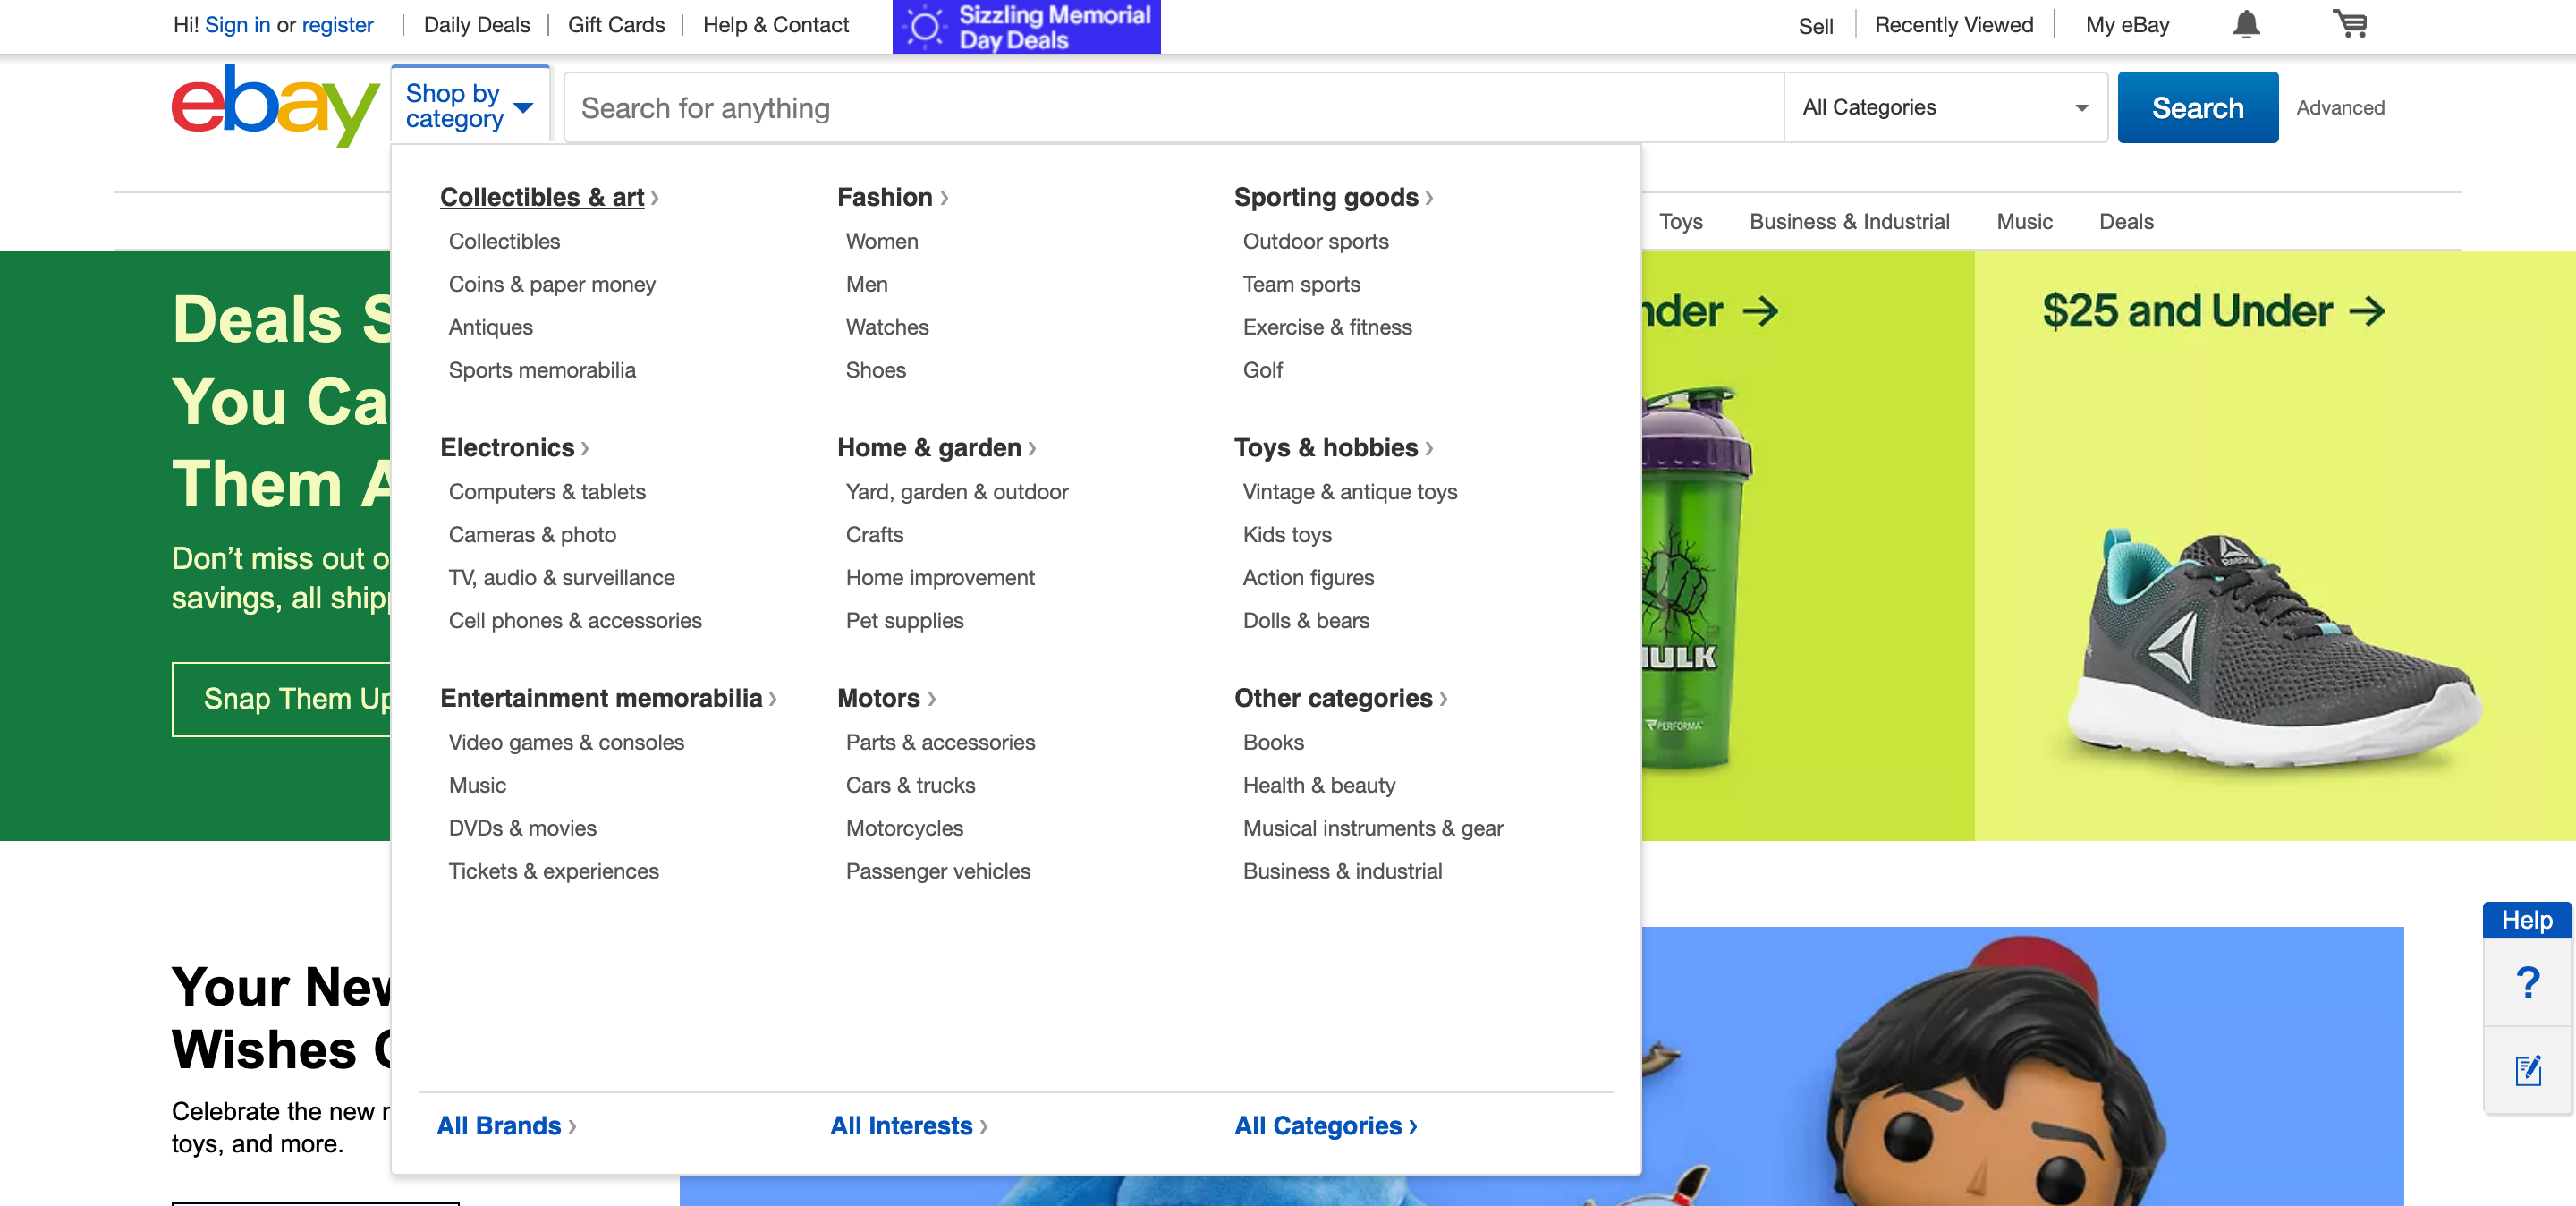 Hi! Sign in or register | Daily Deals | Gift Cards | Help & Contact
Sizzling Memorial
Day Deals
Sell | Recently Viewed | My eBay
ebay
Shop by
category
Search for anything
All Categories
Search
Advanced
Toys Business & Industrial Music Deals
Collectibles & art ›
Collectibles
Coins & paper money
Antiques
Sports memorabilia
Fashion ›
Women
Men
Watches
Shoes
Sporting goods ›
Outdoor sports
Team sports
Exercise & fitness
Golf
Electronics ›
Computers & tablets
Cameras & photo
TV, audio & surveillance
Cell phones & accessories
Home & garden ›
Yard, garden & outdoor
Crafts
Home improvement
Pet supplies
Toys & hobbies ›
Vintage & antique toys
Kids toys
Action figures
Dolls & bears
Entertainment memorabilia ›
Video games & consoles
Music
DVDs & movies
Tickets & experiences
Motors ›
Parts & accessories
Cars & trucks
Motorcycles
Passenger vehicles
Other categories ›
Books
Health & beauty
Musical instruments & gear
Business & industrial
All Brands ›
All Interests ›
All Categories ›
Deals
You
Them
Don’t miss out
savings, all
Snap Them Up
$25 and Under →
PERFORMA
Reebok
Your
Wishes
Celebrate the new
toys, and more.
Help
?